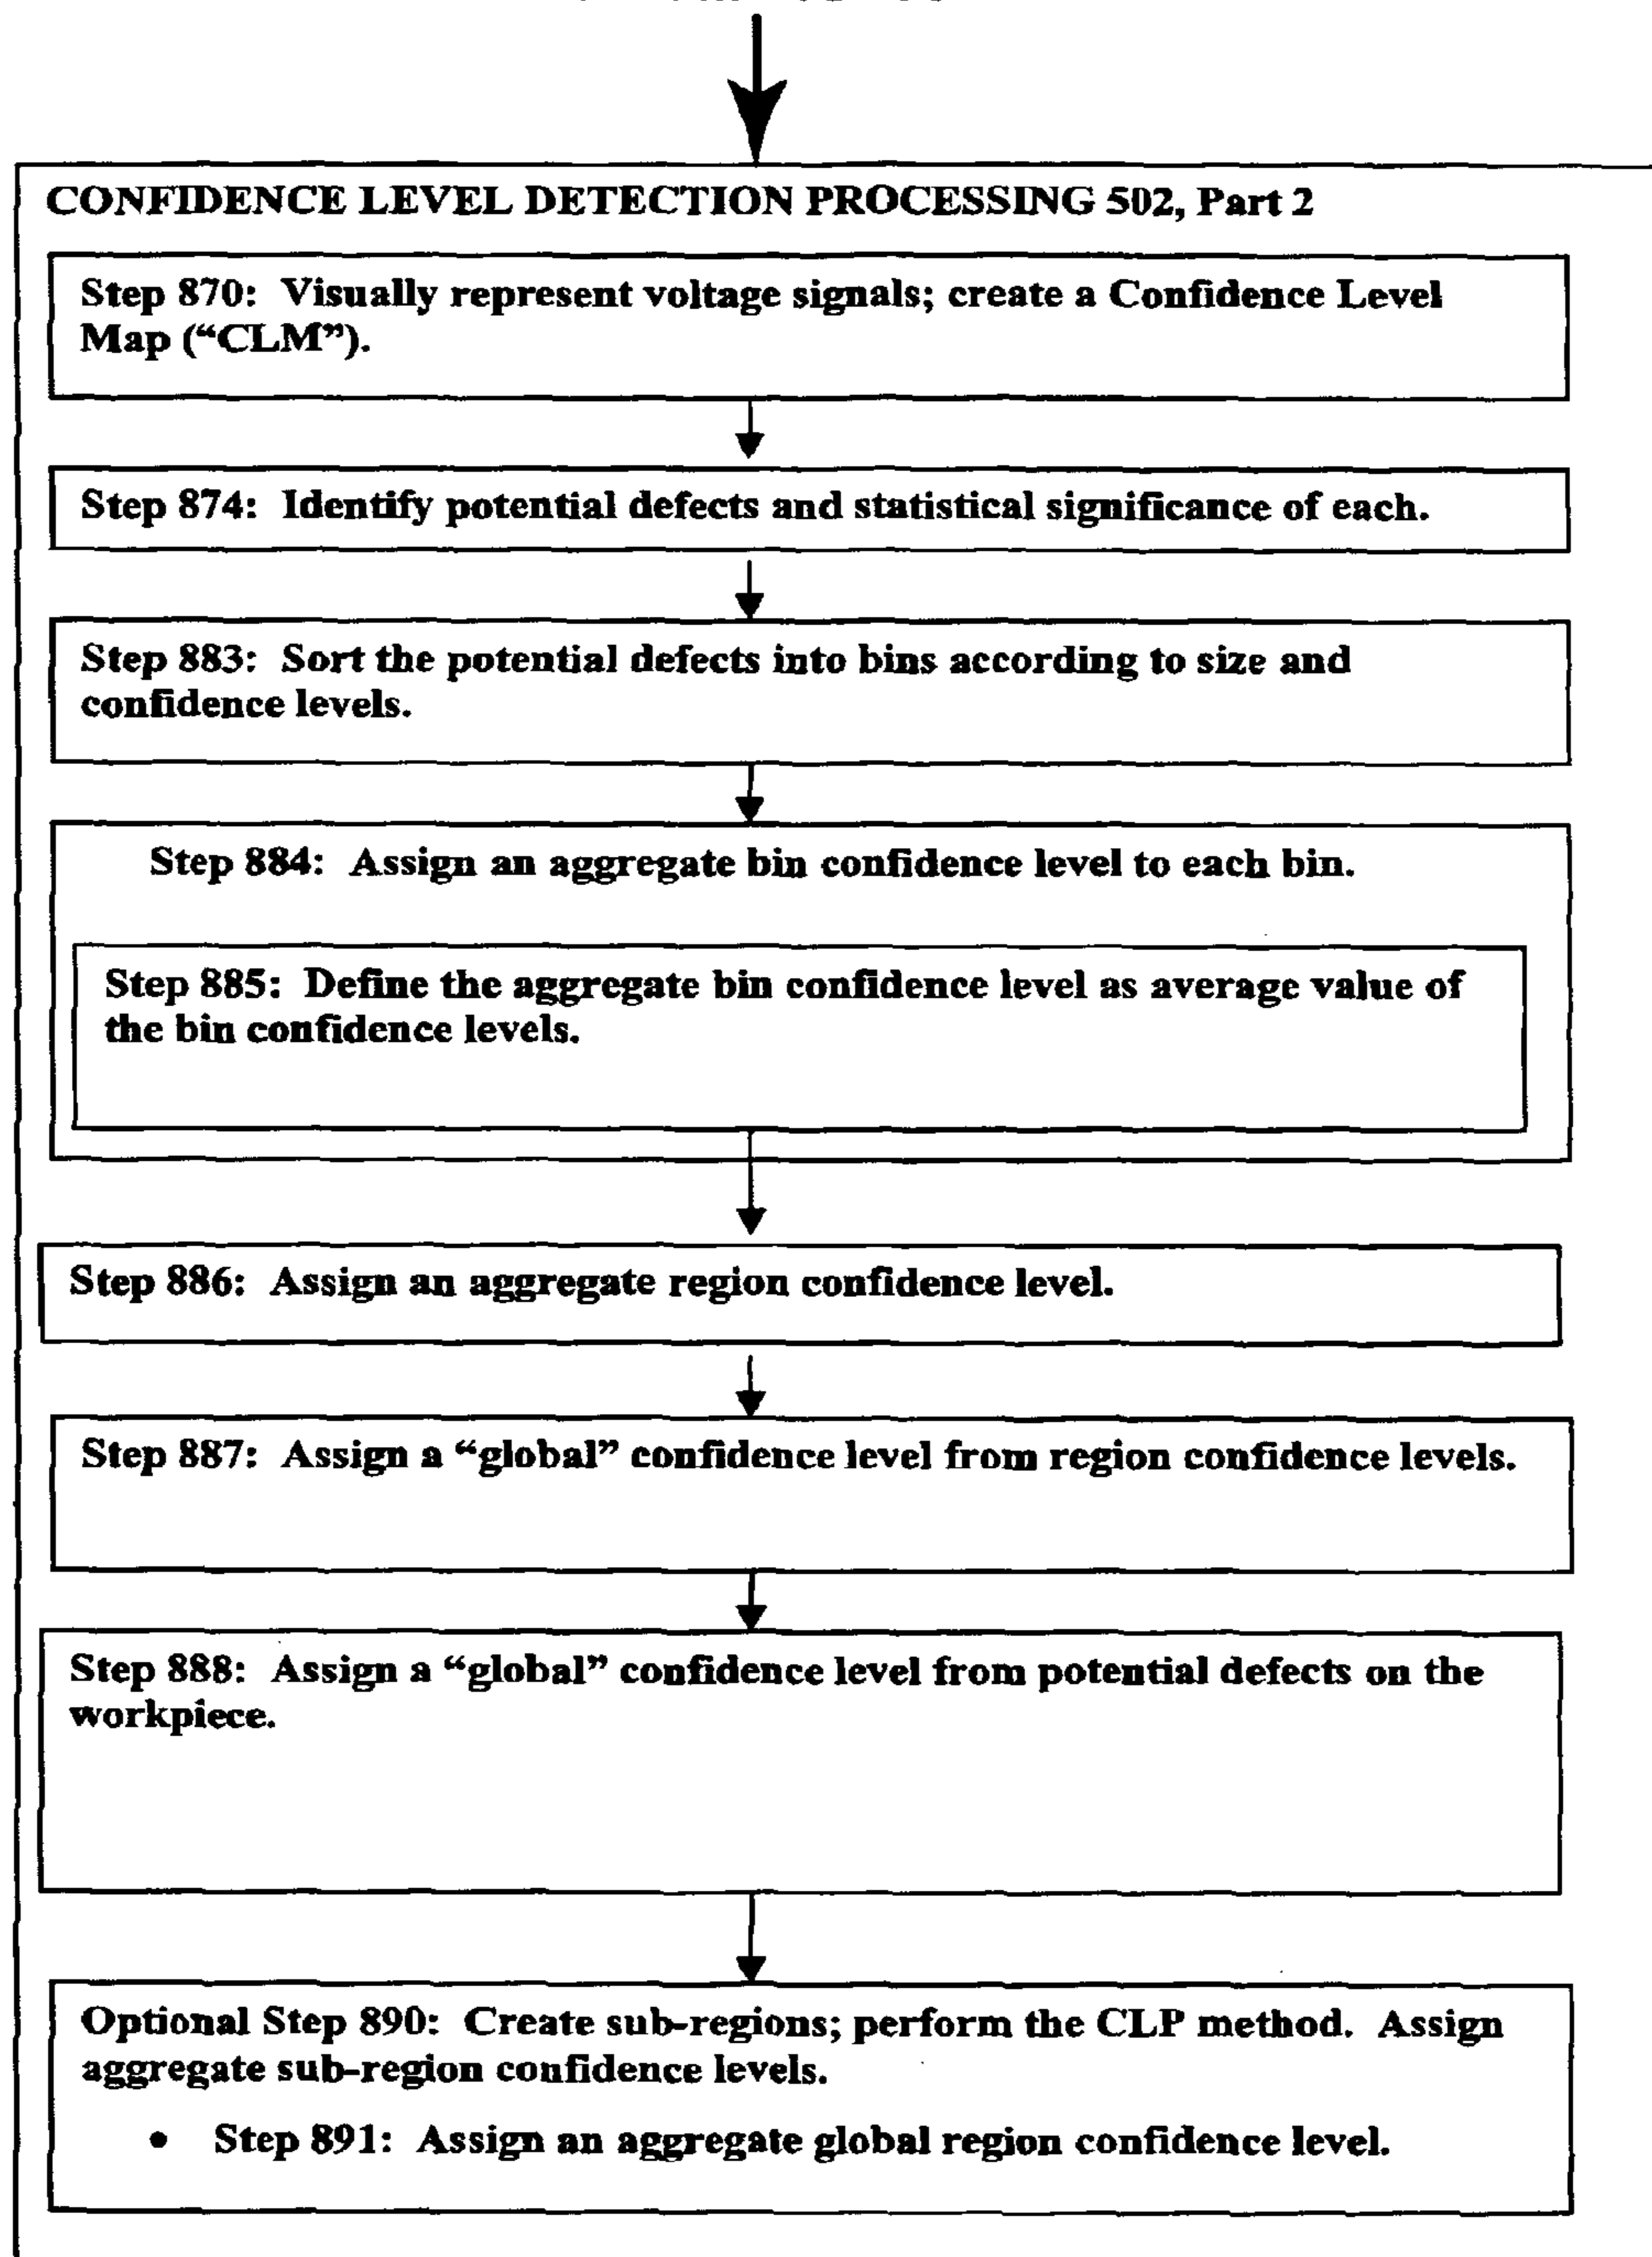 CONFIDENCE LEVEL DETECTION PROCESSING 502, Part 2
Step 870: Visually represent voltage signals; create a Confidence Level
Map (“CLM”).
Step 874: Identify potential defects and statistical significance of each.
Step 883: Sort the potential defects into bins according to size and
confidence levels.
Step 884: Assign an aggregate bin confidence level to each bin.
Step 885: Define the aggregate bin confidence level as average value of
the bin confidence levels.
Step 886: Assign an aggregate region confidence level.
Step 887: Assign a “global” confidence level from region confidence levels.
Step 888: Assign a “global” confidence level from potential defects on the
workpiece.
Optional Step 890: Create sub-regions; perform the CLP method. Assign
aggregate sub-region confidence levels.
• Step 891: Assign an aggregate global region confidence level.